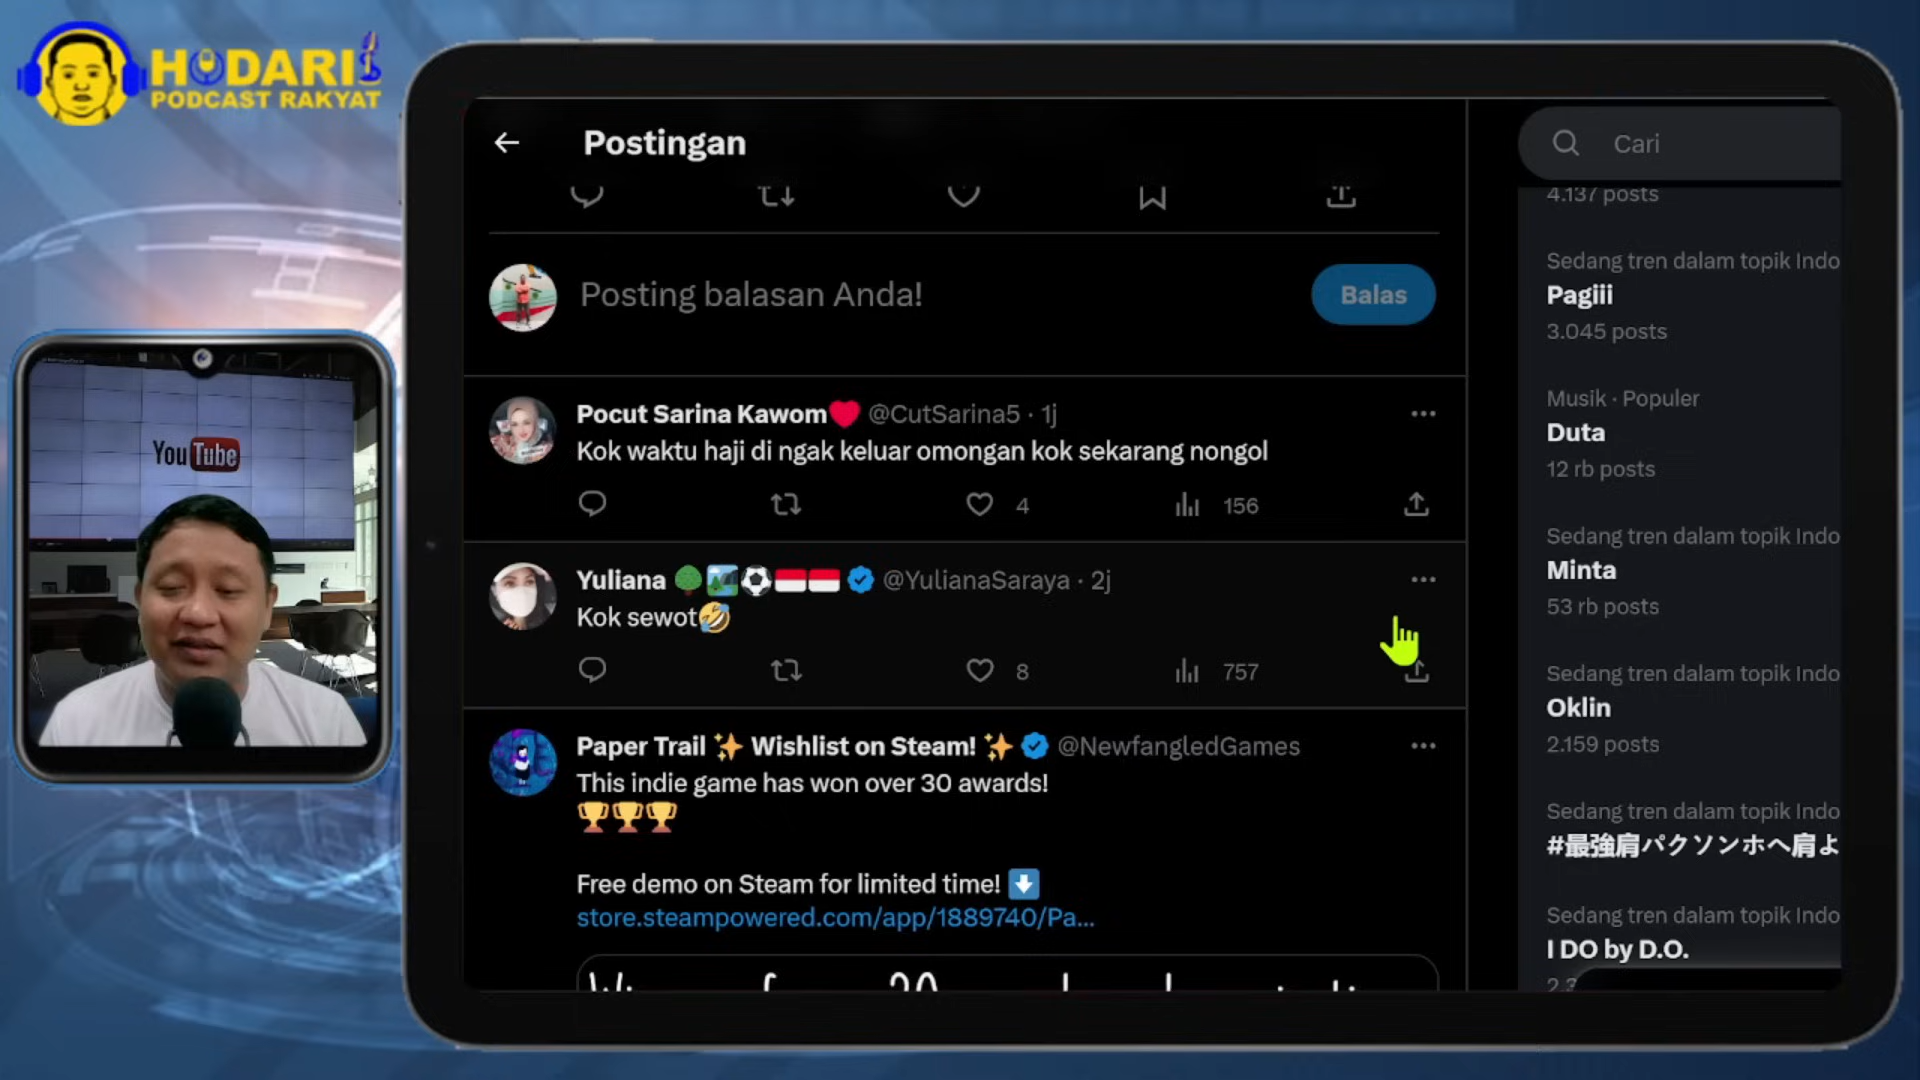 HODARI
PODCAST RAKYAT
YouTube
Postingan
Posting balasan Anda!
Balas
Pocut Sarina Kawom❤️ @CutSarina5 · 1j
Kok waktu haji di ngak keluar omongan kok sekarang nongol
4
156
Yuliana 🌳🏞️⚽🇮🇩🇮🇩 @YulianaSaraya · 2j
Kok sewot🤣
8
757
Paper Trail ✨ Wishlist on Steam! ✨ @NewfangledGames
This indie game has won over 30 awards!
🏆🏆🏆
Free demo on Steam for limited time! ⬇️
store.steampowered.com/app/1889740/Pa...
Cari
4.137 posts
Sedang tren dalam topik Indo
Pagiii
3.045 posts
Musik · Populer
Duta
12 rb posts
Sedang tren dalam topik Indo
Minta
53 rb posts
Sedang tren dalam topik Indo
Oklin
2.159 posts
Sedang tren dalam topik Indo
#最強肩パクソンホへ肩よ
Sedang tren dalam topik Indo
I DO by D.O.